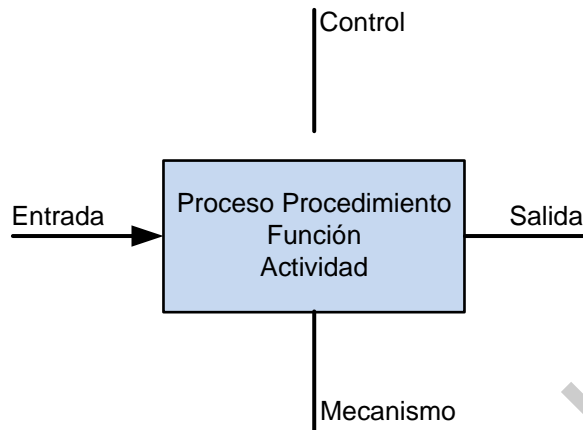 Control
Entrada
Proceso Procedimiento
Función
Actividad
Salida
Mecanismo